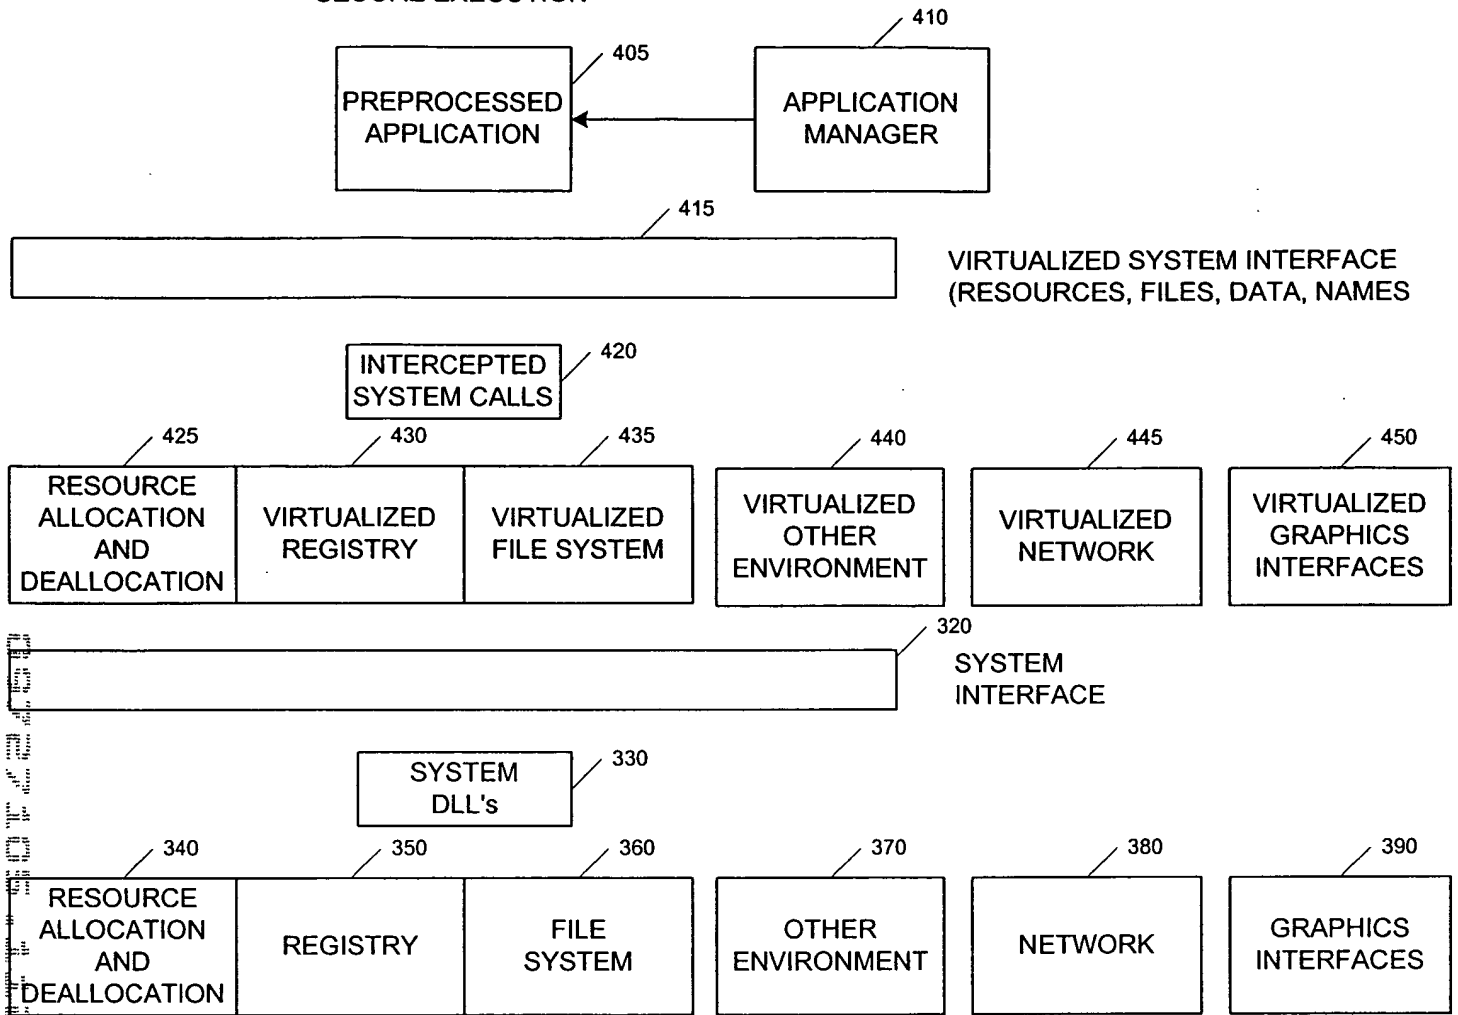 SECURE EXECUTION
410
405
PREPROCESSED
APPLICATION
APPLICATION
MANAGER
415
VIRTUALIZED SYSTEM INTERFACE
(RESOURCES, FILES, DATA, NAMES
INTERCEPTED
SYSTEM CALLS
420
425
430
435
440
445
450
RESOURCE
ALLOCATION
AND
DEALLOCATION
VIRTUALIZED
REGISTRY
VIRTUALIZED
FILE SYSTEM
VIRTUALIZED
OTHER
ENVIRONMENT
VIRTUALIZED
NETWORK
VIRTUALIZED
GRAPHICS
INTERFACES
320
SYSTEM
INTERFACE
SYSTEM
DLL's
330
340
350
360
370
380
390
RESOURCE
ALLOCATION
AND
DEALLOCATION
REGISTRY
FILE
SYSTEM
OTHER
ENVIRONMENT
NETWORK
GRAPHICS
INTERFACES